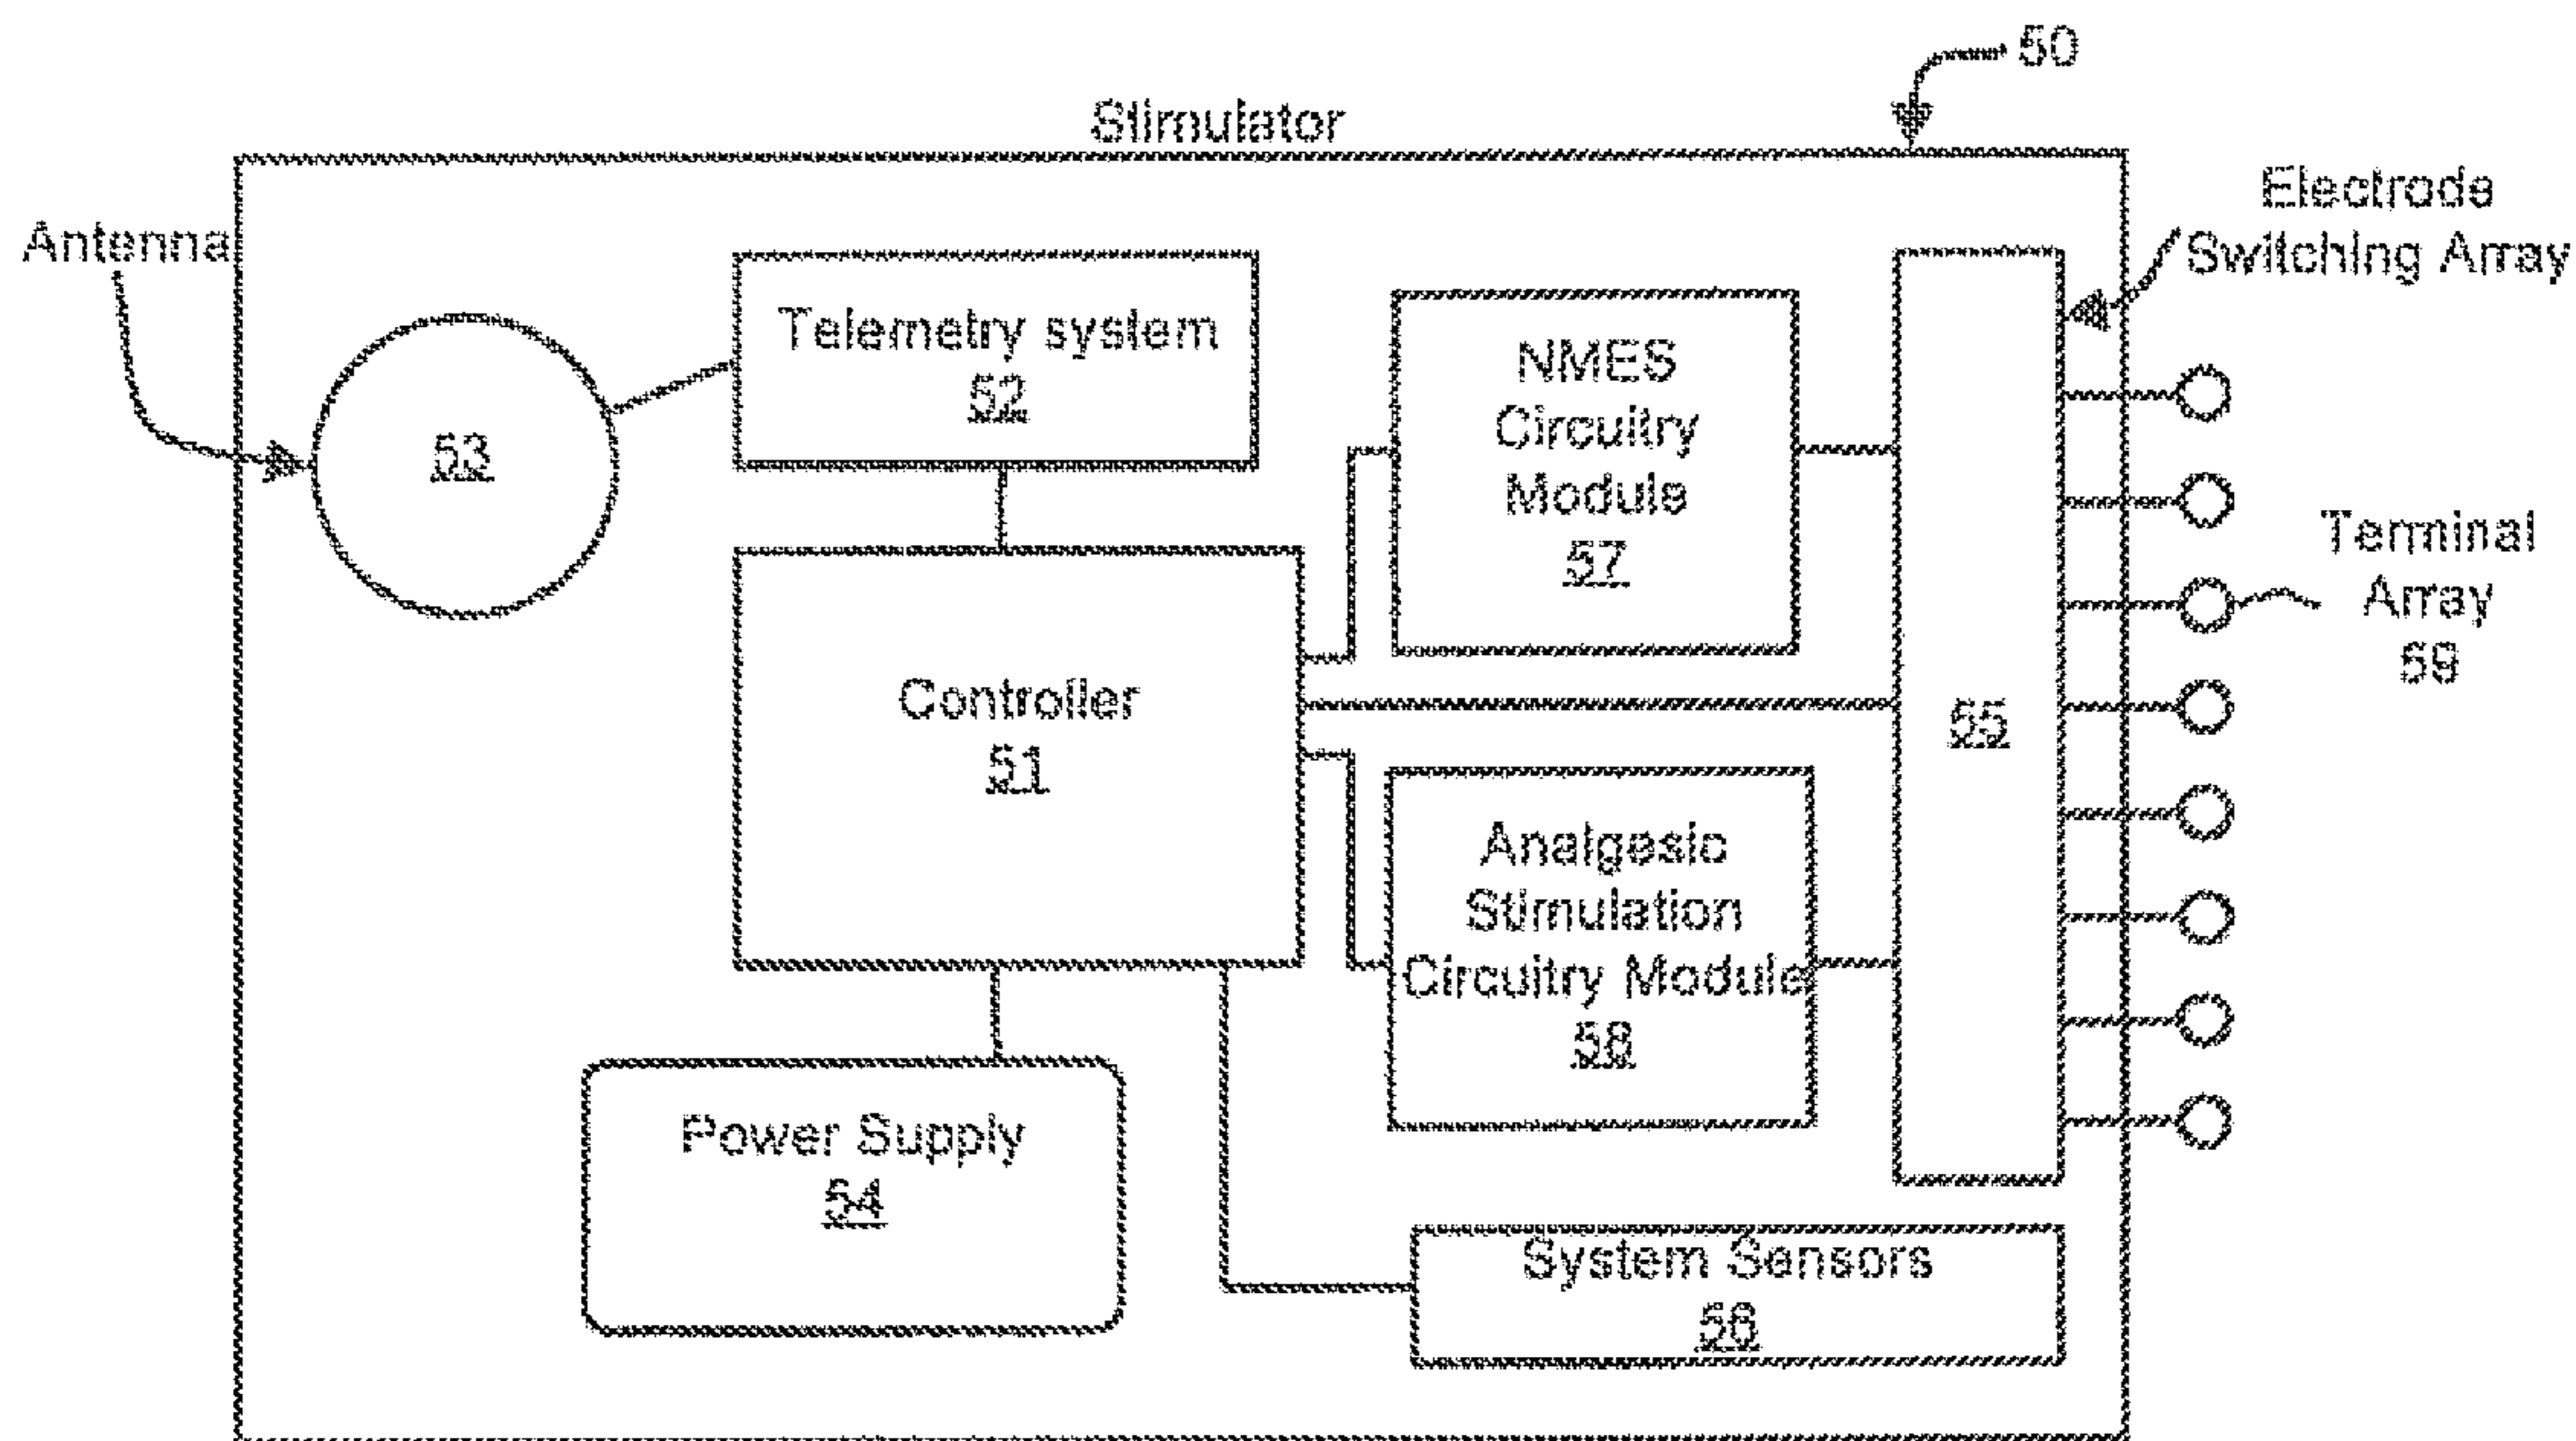 50
Stimulator
Antenna
Electrode
Switching Array
Telemetry system
52
53
NMES
Circuitry
Module
57
Terminal
Array
59
Controller
51
55
Analgesic
Stimulation
Circuitry Module
58
Power Supply
54
System Sensors
56